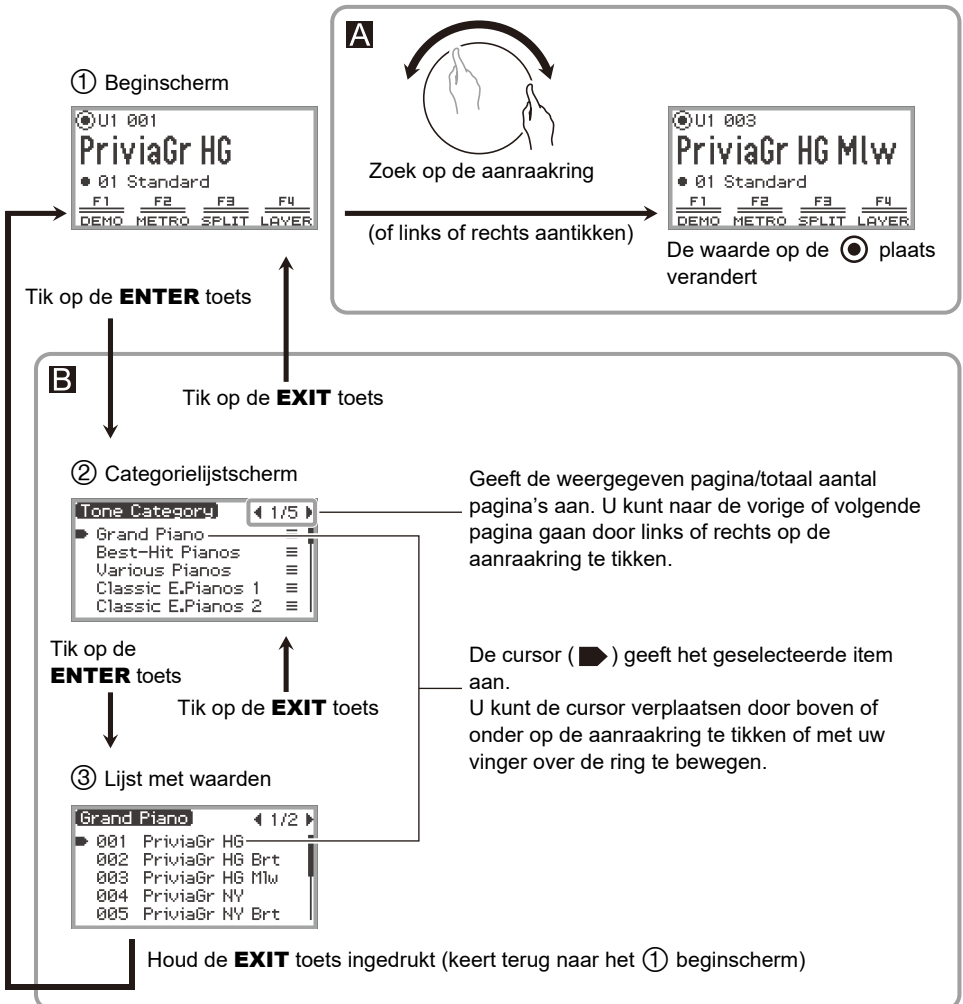 A
① Beginscherm
U1 001
PriviaGr HG
01 Standard
F1 F2 F3 F4
DEMO METRO SPLIT LAYER
Zoek op de aanraakring
(of links of rechts aantikken)
U1 003
PriviaGr HG Mlw
01 Standard
F1 F2 F3 F4
DEMO METRO SPLIT LAYER
De waarde op de ◉ plaats
verandert
Tik op de ENTER toets
B
Tik op de EXIT toets
② Categorielijstscherm
Tone Category 1/5
Grand Piano
Best-Hit Pianos
Various Pianos
Classic E.Pianos 1
Classic E.Pianos 2
Geeft de weergegeven pagina/totaal aantal
pagina's aan. U kunt naar de vorige of volgende
pagina gaan door links of rechts op de
aanraakring te tikken.
Tik op de
ENTER toets
Tik op de EXIT toets
De cursor ( ) geeft het geselecteerde item
aan.
U kunt de cursor verplaatsen door boven of
onder op de aanraakring te tikken of met uw
vinger over de ring te bewegen.
③ Lijst met waarden
Grand Piano 1/2
001 PriviaGr HG
002 PriviaGr HG Brt
003 PriviaGr HG Mlw
004 PriviaGr NY
005 PriviaGr NY Brt
Houd de EXIT toets ingedrukt (keert terug naar het ① beginscherm)